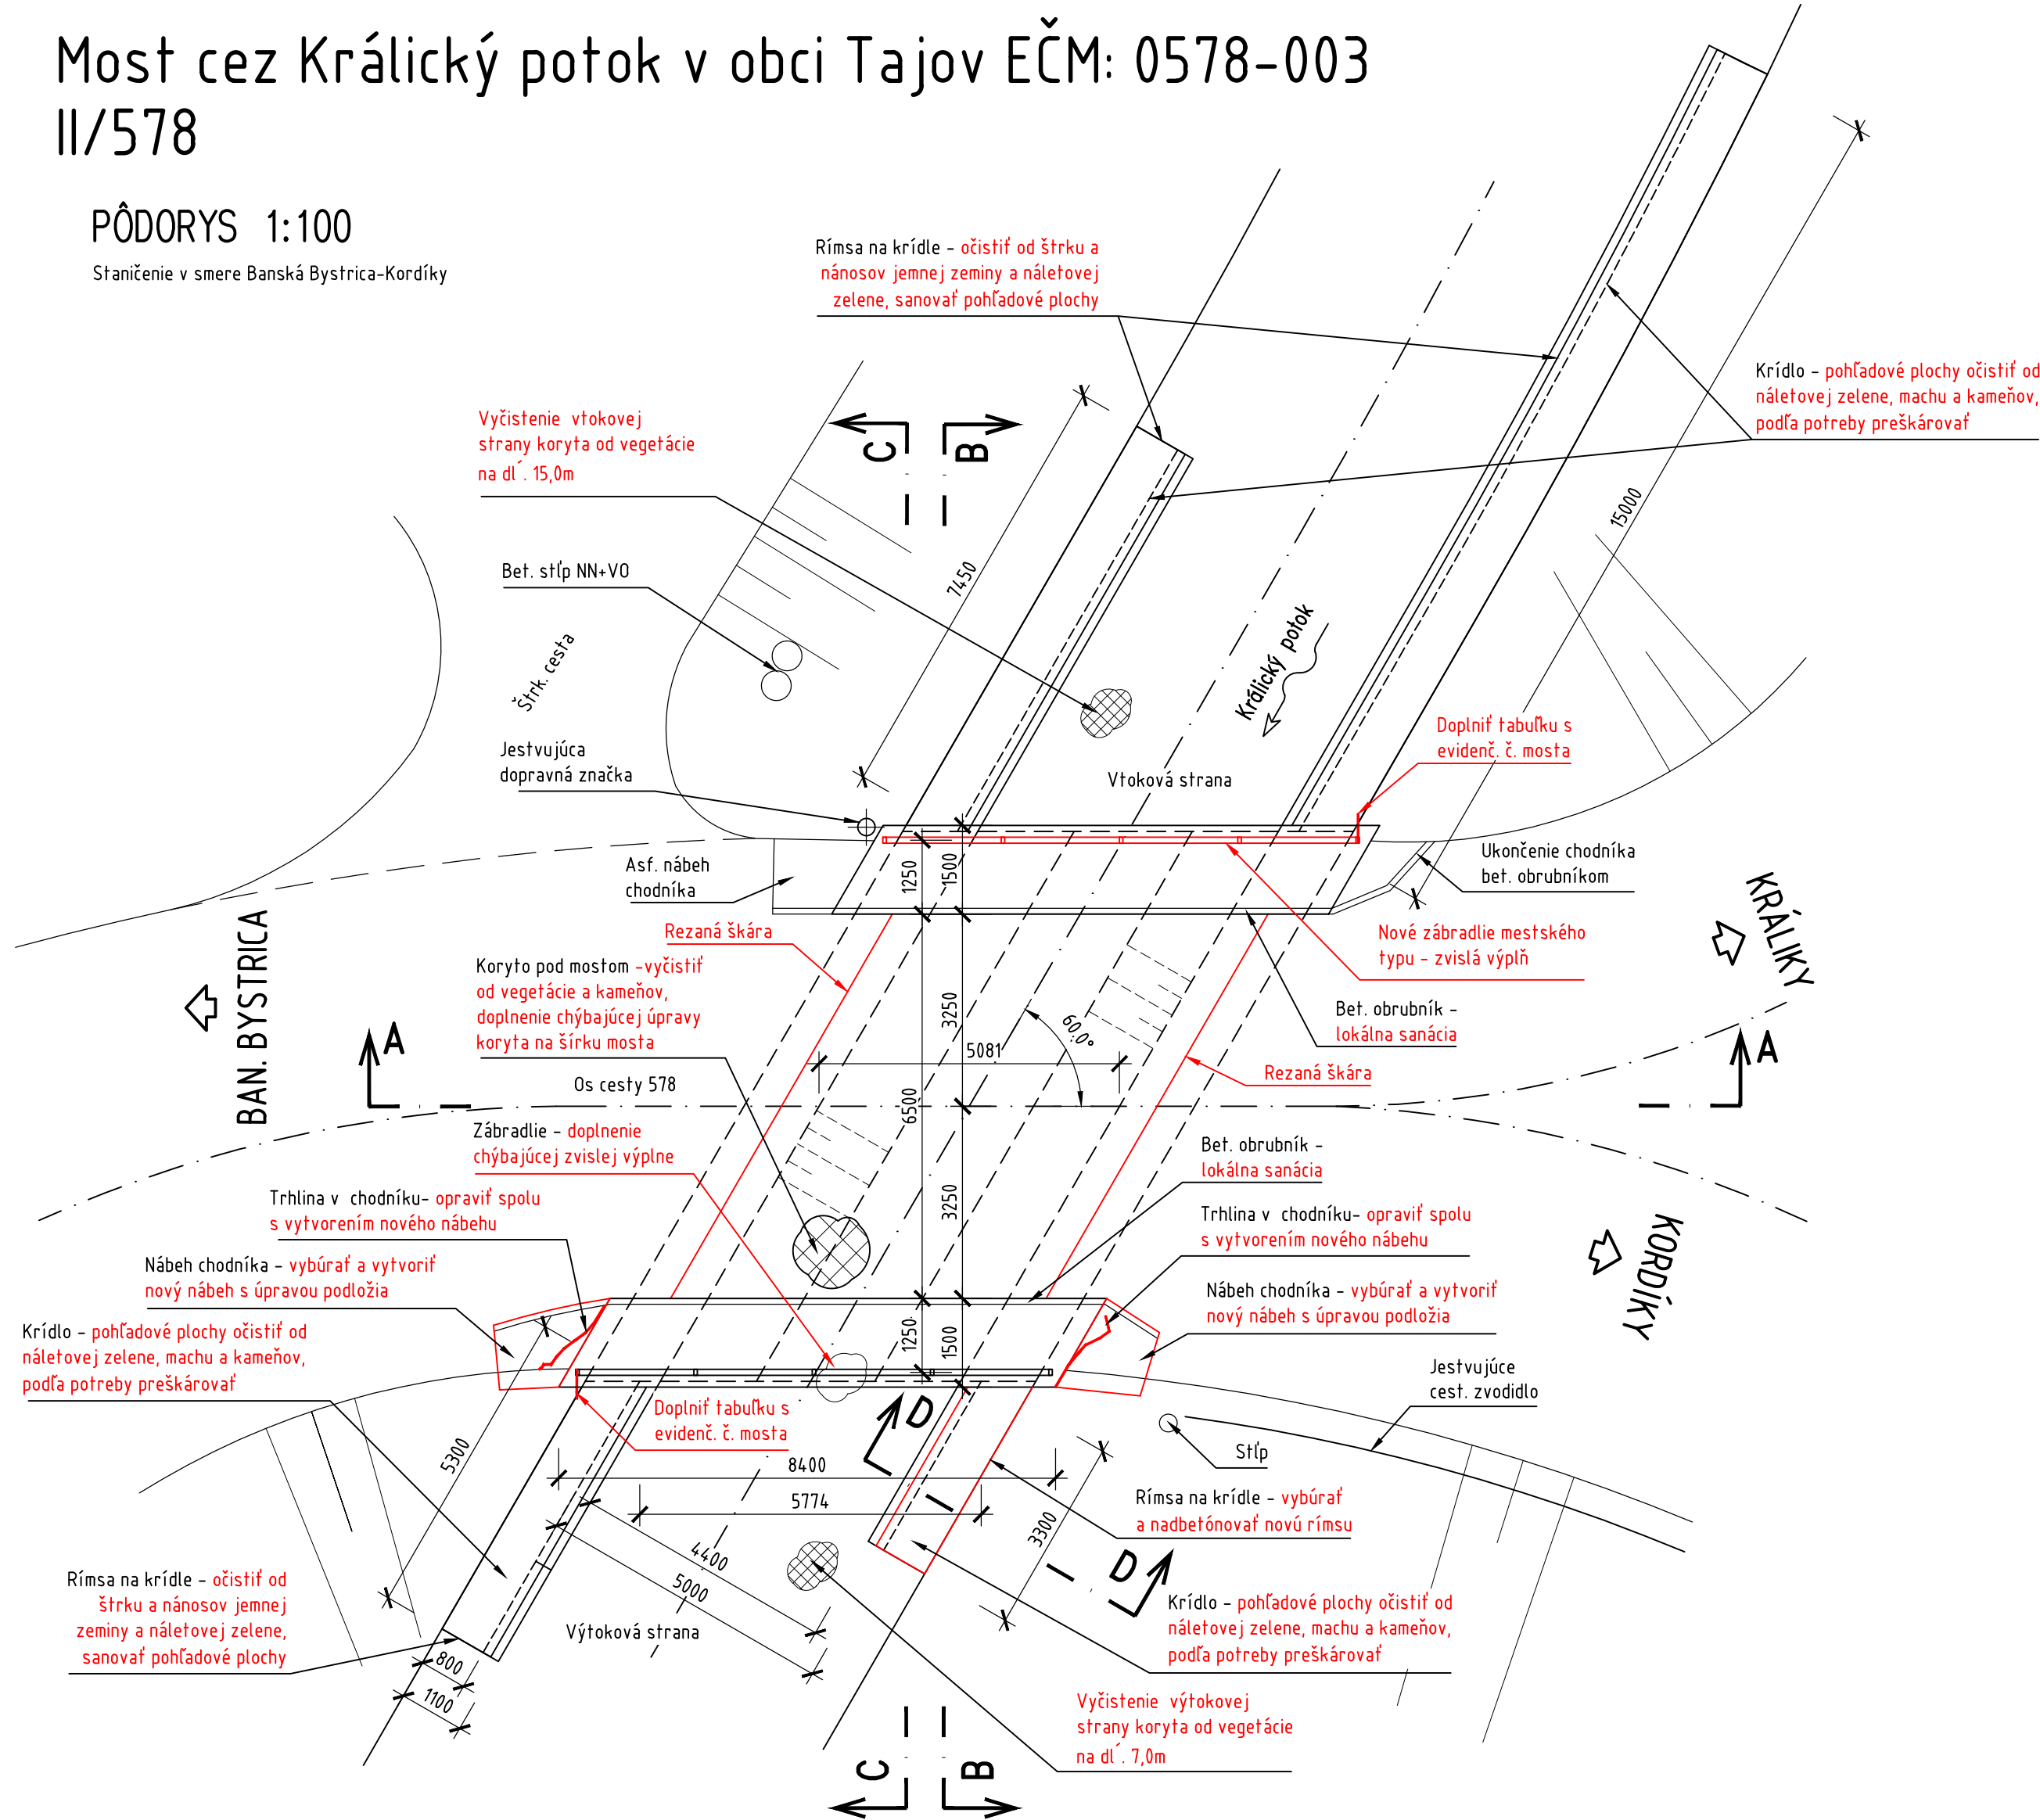 Most cez Králický potok v obci Tajov EČM: 0578-003
II/578
PÔDORYS 1:100
Staničenie v smere Banská Bystrica-Kordíky
Rímsa na krídle - očistiť od štrku a
nánosov jemnej zeminy a náletovej
zelene, sanovať pohľadové plochy
Krídlo - pohľadové plochy očistiť od
náletovej zelene, machu a kameňov,
podľa potreby preškárovať
Vyčistenie vtokovej
strany koryta od vegetácie
na dĺ´. 15,0m
C
B
15000
7450
Bet. stĺp NN+VO
Štrk. cesta
Králický potok
Jestvujúca
dopravná značka
Vtoková strana
Doplniť tabuľku s
evidenč. č. mosta
Asf. nábeh
chodníka
1250
1500
Ukončenie chodníka
bet. obrubníkom
Rezaná škára
Nové zábradlie mestského
typu - zvislá výplň
KRÁLIKY
BAN. BYSTRICA
Koryto pod mostom -vyčistiť
od vegetácie a kameňov,
doplnenie chýbajúcej úpravy
koryta na šírku mosta
3250
60.0°
5081
Bet. obrubník -
lokálna sanácia
A
A
Rezaná škára
Os cesty 578
6500
Zábradlie - doplnenie
chýbajúcej zvislej výplne
Bet. obrubník -
lokálna sanácia
3250
Trhlina v chodníku- opraviť spolu
s vytvorením nového nábehu
Trhlina v chodníku- opraviť spolu
s vytvorením nového nábehu
KORDÍKY
Nábeh chodníka - vybúrať a vytvoriť
nový nábeh s úpravou podložia
Nábeh chodníka - vybúrať a vytvoriť
nový nábeh s úpravou podložia
Krídlo - pohľadové plochy očistiť od
náletovej zelene, machu a kameňov,
podľa potreby preškárovať
1250
1500
Jestvujúce
cest. zvodidlo
Doplniť tabuľku s
evidenč. č. mosta
D
5300
8400
Stĺp
5774
Rímsa na krídle - vybúrať
a nadbetónovať novú rímsu
3300
4400
5000
D
Rímsa na krídle - očistiť od
štrku a nánosov jemnej
zeminy a náletovej zelene,
sanovať pohľadové plochy
Výtoková strana
Krídlo - pohľadové plochy očistiť od
náletovej zelene, machu a kameňov,
podľa potreby preškárovať
800
1100
Vyčistenie výtokovej
strany koryta od vegetácie
na dĺ´. 7,0m
C
B